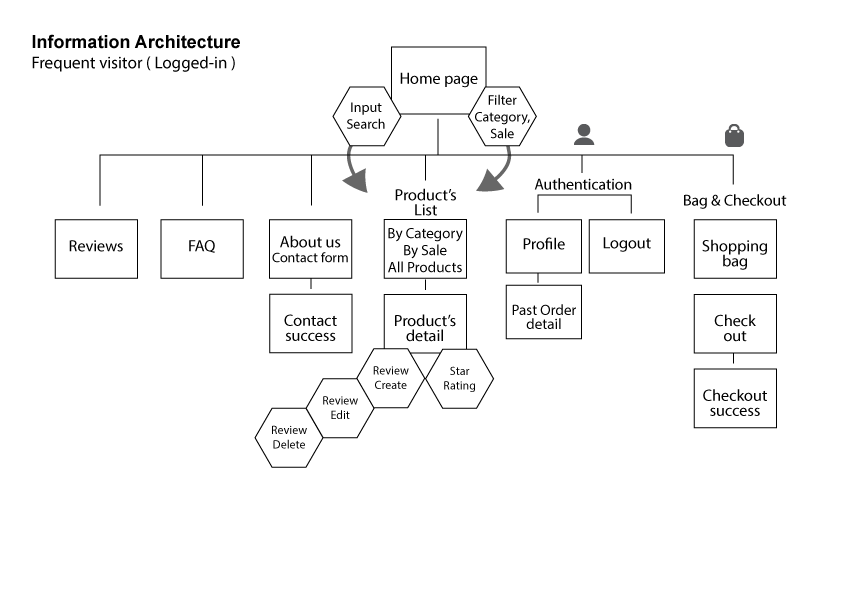 Information Architecture
Frequent visitor ( Logged-in )
Home page
Input
Search
Filter
Category,
Sale
Product's
List
Authentication
Bag & Checkout
Reviews
FAQ
About us
Contact form
By Category
By Sale
All Products
Profile
Logout
Shopping
bag
Contact
success
Product's
detail
Past Order
detail
Check
out
Review
Create
Star
Rating
Review
Edit
Review
Delete
Checkout
success